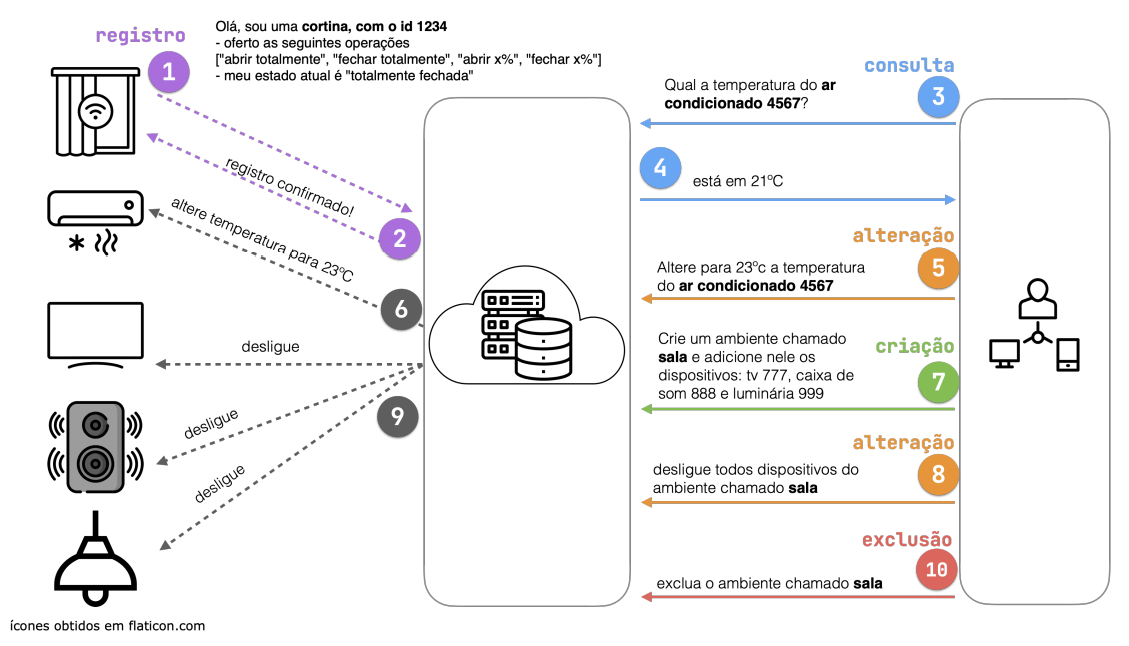 registro
1
Olá, sou uma cortina, com o id 1234
- oferto as seguintes operações
["abrir totalmente", "fechar totalmente", "abrir x%", "fechar x%"]
- meu estado atual é "totalmente fechada"
registro confirmado!
2
altere temperatura para 23ºC
6
desligue
9
desligue
desligue
consulta
3
Qual a temperatura do ar
condicionado 4567?
4
está em 21ºC
alteração
5
Altere para 23ºc a temperatura
do ar condicionado 4567
criação
7
Crie um ambiente chamado
sala e adicione nele os
dispositivos: tv 777, caixa de
som 888 e luminária 999
alteração
8
desligue todos dispositivos do
ambiente chamado sala
exclusão
10
exclua o ambiente chamado sala
ícones obtidos em flaticon.com